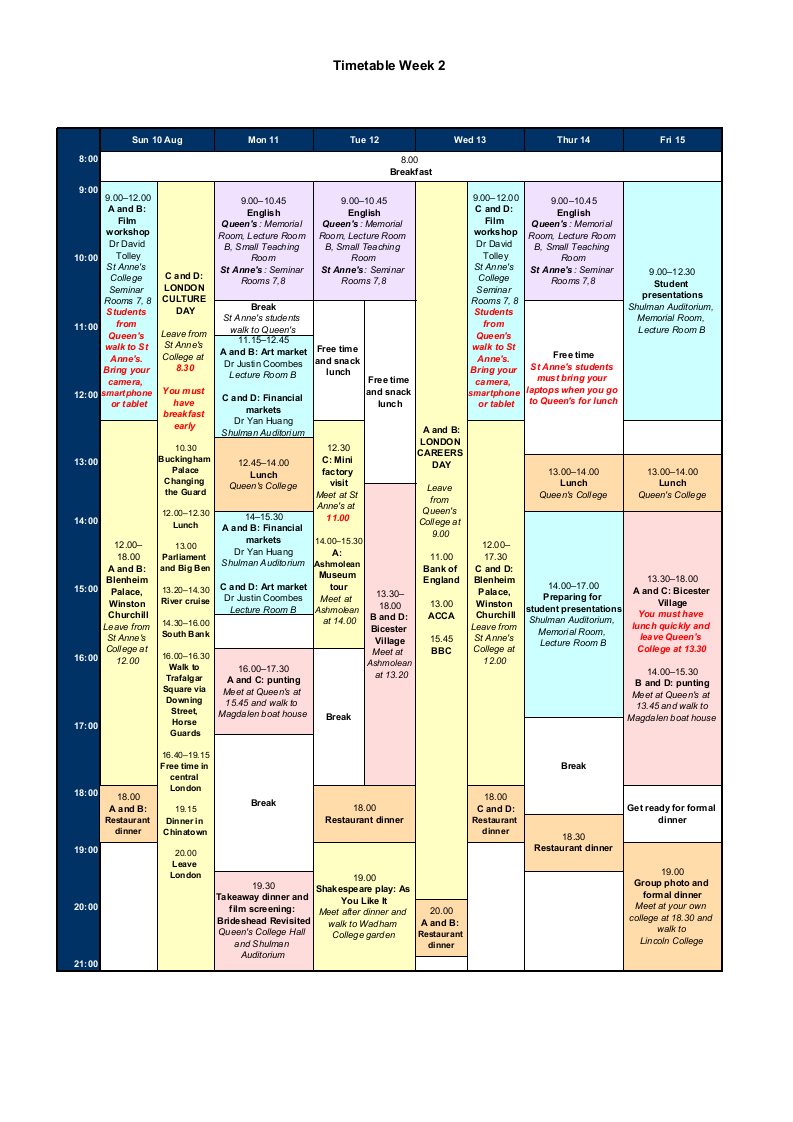 Timetable Week 2
Sun 10 Aug
Mon 11
Tue 12
Wed 13
Thur 14
Fri 15
8:00
8.00
Breakfast
9:00
10:00
11:00
12:00
13:00
14:00
15:00
16:00
17:00
18:00
19:00
20:00
21:00
9.00–12.00
A and B:
Film
workshop
Dr David
Tolley
St Anne's
College
Seminar
Rooms 7, 8
Students
from
Queen's
walk to St
Anne's.
Bring your
camera,
smartphone
or tablet
12.00–
18.00
A and B:
Blenheim
Palace,
Winston
Churchill
Leave from
St Anne's
College at
12.00
18.00
A and B:
Restaurant
dinner
C and D:
LONDON
CULTURE
DAY
Leave from
St Anne's
College at
8.30
You must
have
breakfast
early
10.30
Buckingham
Palace
Changing
the Guard
12.00–12.30
Lunch
13.00
Parliament
and Big Ben
13.20–14.30
River cruise
14.30–16.00
South Bank
16.00–16.30
Walk to
Trafalgar
Square via
Downing
Street,
Horse
Guards
16.40–19.15
Free time in
central
London
19.15
Dinner in
Chinatown
20.00
Leave
London
9.00–10.45
English
Queen's: Memorial
Room, Lecture Room
B, Small Teaching
Room
St Anne's: Seminar
Rooms 7,8
Break
St Anne's students
walk to Queen's
11.15–12.45
A and B: Art market
Dr Justin Coombes
Lecture Room B
C and D: Financial
markets
Dr Yan Huang
Shulman Auditorium
12.45–14.00
Lunch
Queen's College
14–15.30
A and B: Financial
markets
Dr Yan Huang
Shulman Auditorium
C and D: Art market
Dr Justin Coombes
Lecture Room B
16.00–17.30
A and C: punting
Meet at Queen's at
15.45 and walk to
Magdalen boat house
Break
19.30
Takeaway dinner and
film screening:
Brideshead Revisited
Queen's College Hall
and Shulman
Auditorium
9.00–10.45
English
Queen's: Memorial
Room, Lecture Room
B, Small Teaching
Room
St Anne's: Seminar
Rooms 7,8
Free time
and snack
lunch
12.30
C: Mini
factory
visit
Meet at St
Anne's at
11.00
14.00–15.30
A:
Ashmolean
Museum
tour
Meet at
Ashmolean
at 14.00
Break
Free time
and snack
lunch
13.30–
18.00
B and D:
Bicester
Village
Meet at
Ashmolean
at 13.20
18.00
Restaurant dinner
19.00
Shakespeare play: As
You Like It
Meet after dinner and
walk to Wadham
College garden
A and B:
LONDON
CAREERS
DAY
Leave
from
Queen's
College at
9.00
11.00
Bank of
England
13.00
ACCA
15.45
BBC
20.00
A and B:
Restaurant
dinner
9.00–12.00
C and D:
Film
workshop
Dr David
Tolley
St Anne's
College
Seminar
Rooms 7, 8
Students
from
Queen's
walk to St
Anne's.
Bring your
camera,
smartphone
or tablet
12.00–
17.30
C and D:
Blenheim
Palace,
Winston
Churchill
Leave from
St Anne's
College at
12.00
18.00
C and D:
Restaurant
dinner
9.00–10.45
English
Queen's: Memorial
Room, Lecture Room
B, Small Teaching
Room
St Anne's: Seminar
Rooms 7,8
Free time
St Anne's students
must bring your
laptops when you go
to Queen's for lunch
13.00–14.00
Lunch
Queen's College
14.00–17.00
Preparing for
student presentations
Shulman Auditorium,
Memorial Room,
Lecture Room B
Break
18.30
Restaurant dinner
9.00–12.30
Student
presentations
Shulman Auditorium,
Memorial Room,
Lecture Room B
13.00–14.00
Lunch
Queen's College
13.30–18.00
A and C: Bicester
Village
You must have
lunch quickly and
leave Queen's
College at 13.30
14.00–15.30
B and D: punting
Meet at Queen's at
13.45 and walk to
Magdalen boat house
Get ready for formal
dinner
19.00
Group photo and
formal dinner
Meet at your own
college at 18.30 and
walk to
Lincoln College